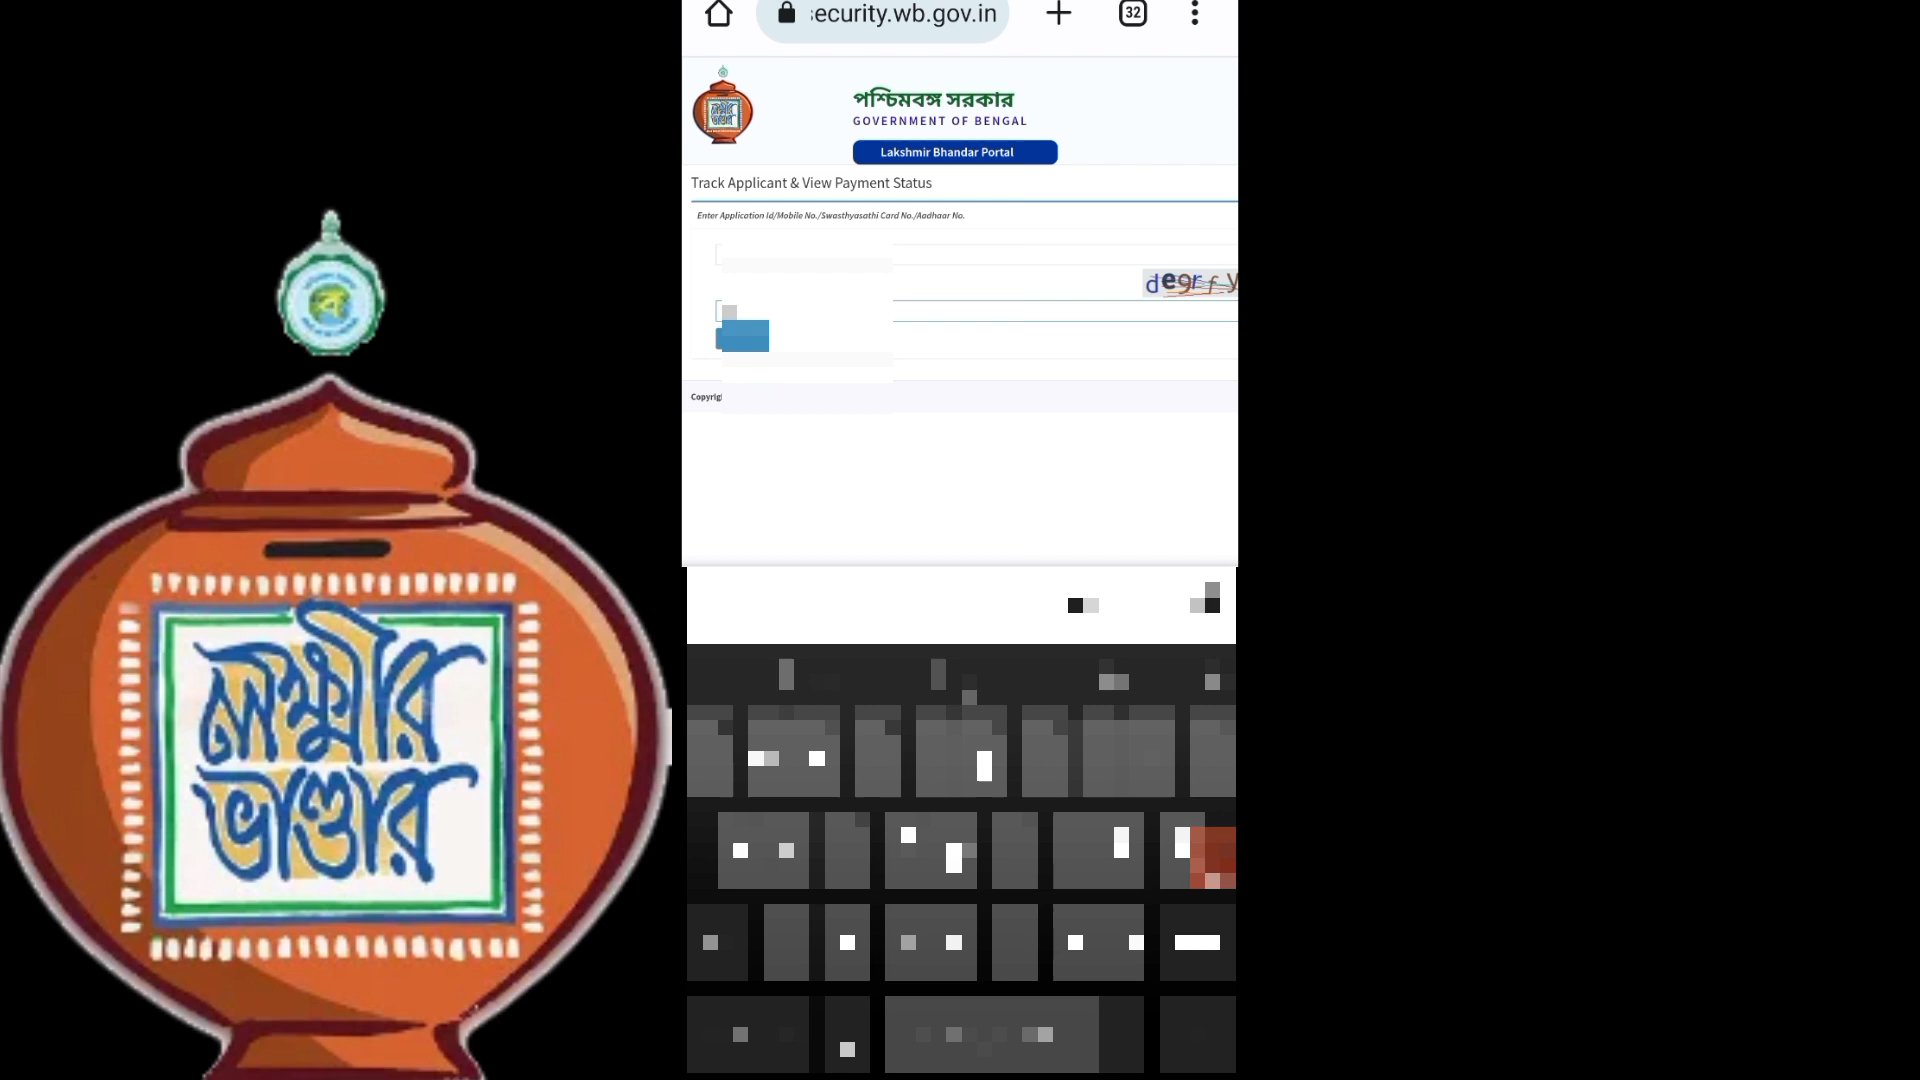 লক্ষ্মীর
ভাণ্ডার
ecurity.wb.gov.in
32
লক্ষ্মীর
ভাণ্ডার
পশ্চিমবঙ্গ সরকার
GOVERNMENT OF BENGAL
Lakshmir Bhandar Portal
Track Applicant & View Payment Status
Enter Application Id/Mobile No./Swasthyasathi Card No./Aadhaar No.